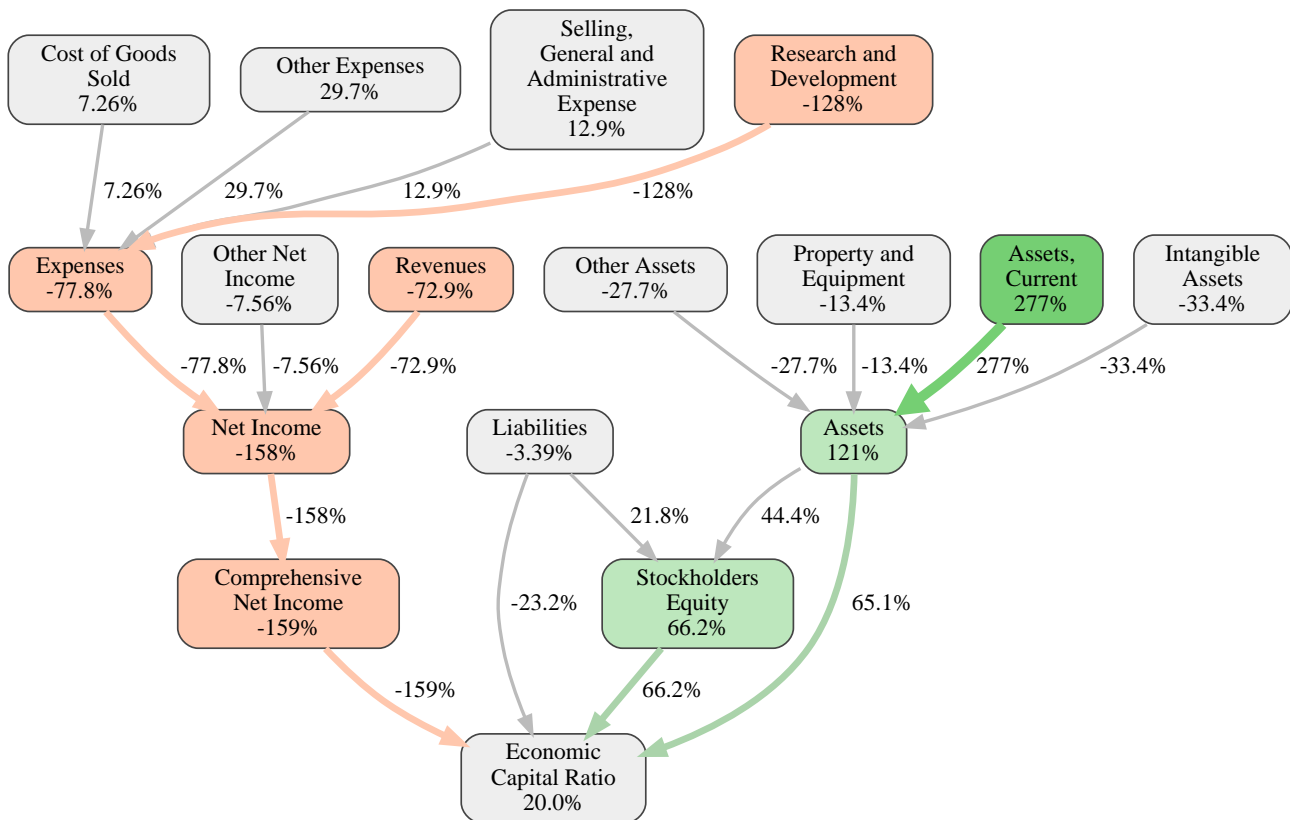 Cost of Goods
Sold
7.26%
Other Expenses
29.7%
Selling,
General and
Administrative
Expense
12.9%
Research and
Development
-128%
7.26%
29.7%
12.9%
-128%
Expenses
-77.8%
Other Net
Income
-7.56%
Revenues
-72.9%
Other Assets
-27.7%
Property and
Equipment
-13.4%
Assets,
Current
277%
Intangible
Assets
-33.4%
-77.8%
-7.56%
-72.9%
-27.7%
-13.4%
277%
-33.4%
Net Income
-158%
Liabilities
-3.39%
Assets
121%
-158%
21.8%
44.4%
Comprehensive
Net Income
-159%
-23.2%
Stockholders
Equity
66.2%
65.1%
-159%
66.2%
Economic
Capital Ratio
20.0%